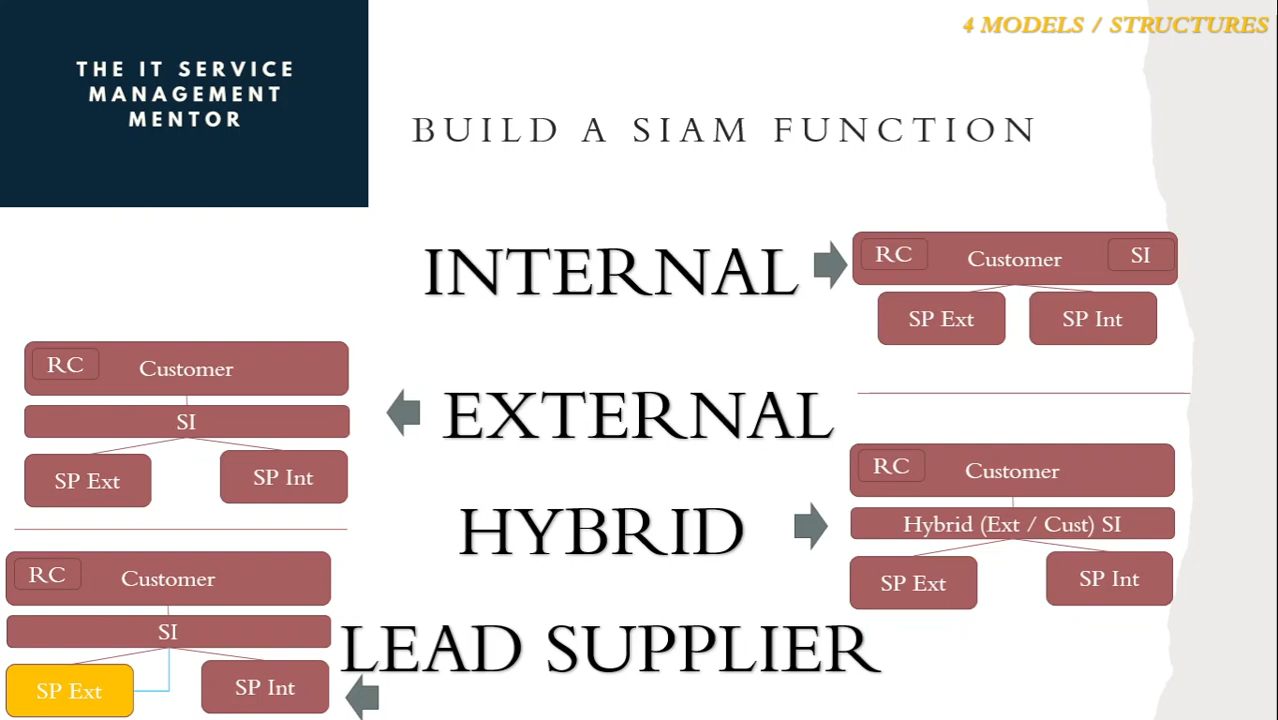 4 MODELS / STRUCTURES
THE IT SERVICE
MANAGEMENT
MENTOR
BUILD A SIAM FUNCTION
INTERNAL
RC
Customer
SI
SP Ext
SP Int
EXTERNAL
RC
Customer
SI
SP Ext
SP Int
HYBRID
RC
Customer
Hybrid (Ext / Cust) SI
SP Ext
SP Int
LEAD SUPPLIER
RC
Customer
SI
SP Ext
SP Int